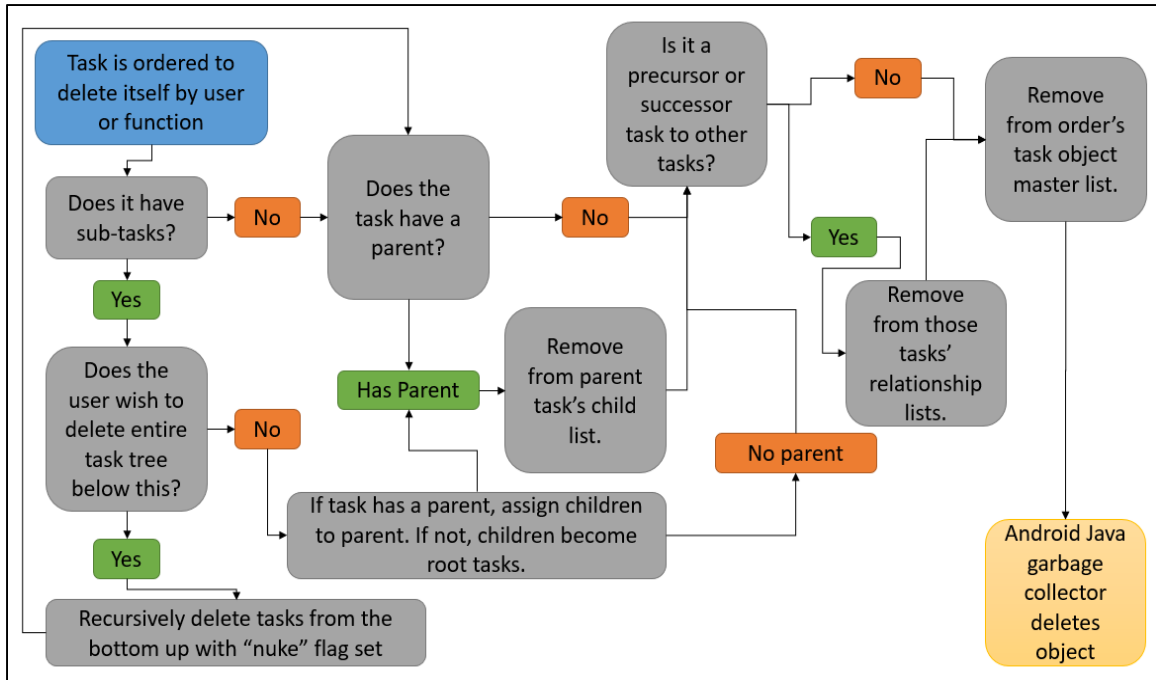 Task is ordered to
delete itself by user
or function
Does it have
sub-tasks?
No
Yes
Does the
user wish to
delete entire
task tree
below this?
No
Yes
Recursively delete tasks from the
bottom up with “nuke” flag set
Does the
task have a
parent?
No
Has Parent
Remove
from parent
task’s child
list.
If task has a parent, assign children
to parent. If not, children become
root tasks.
No parent
Is it a
precursor or
successor
task to other
tasks?
No
Yes
Remove
from those
tasks’
relationship
lists.
Remove
from order’s
task object
master list.
Android Java
garbage
collector
deletes
object